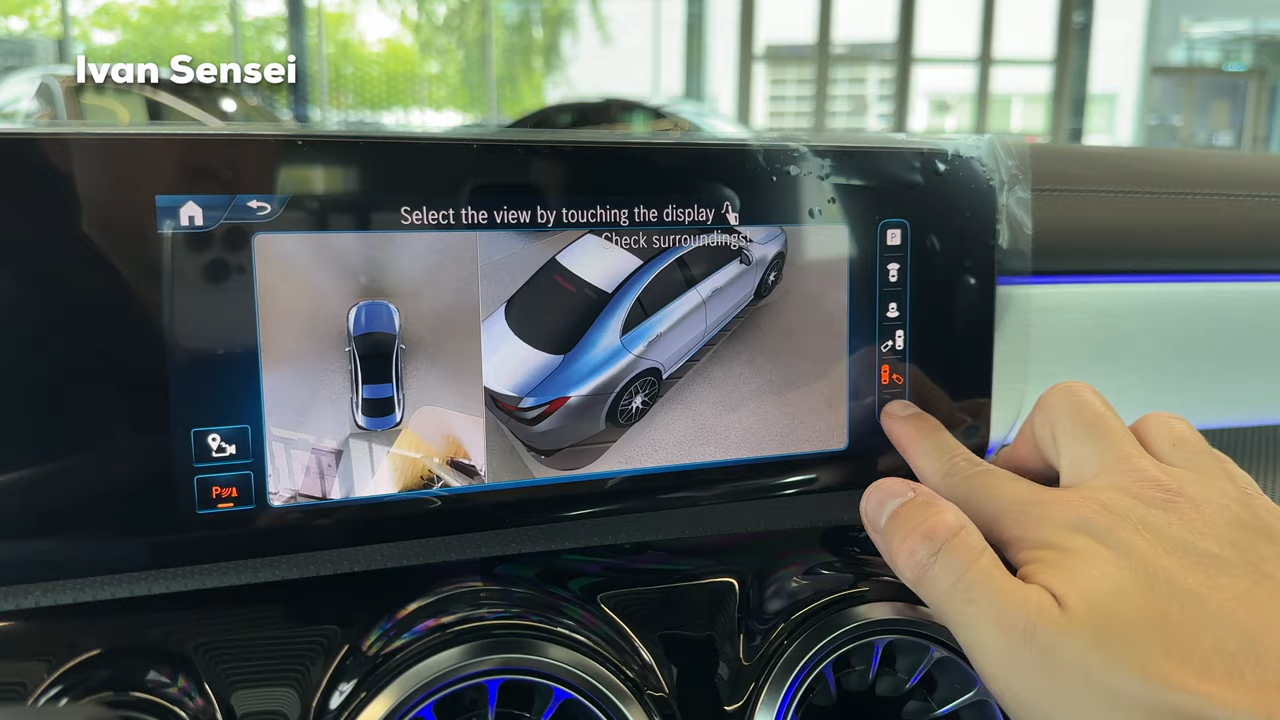 Ivan Sensei
Select the view by touching the display
Check surroundings!
P
P